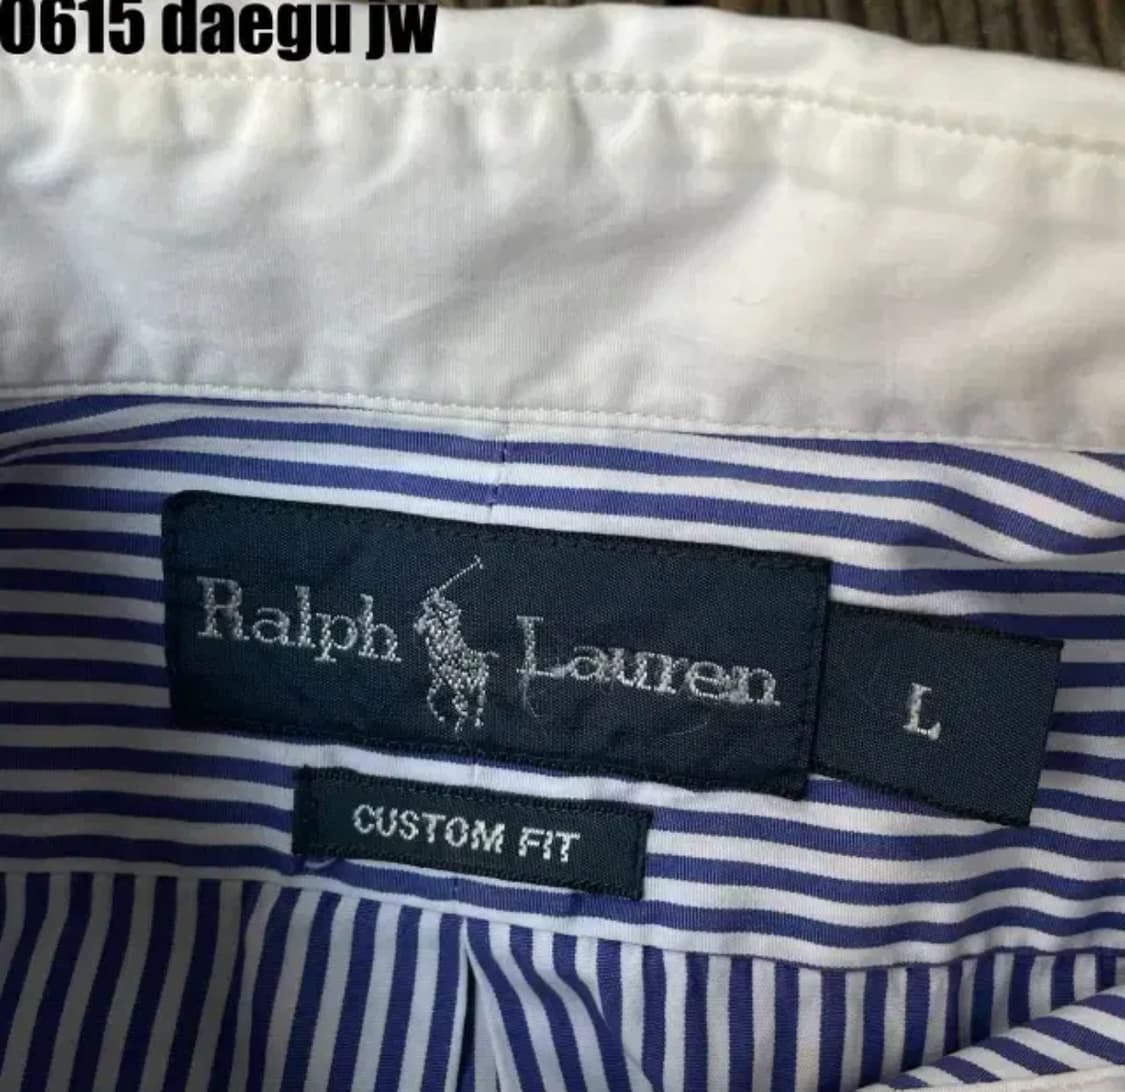 0615 daegu jw
Ralph Lauren
L
CUSTOM FIT